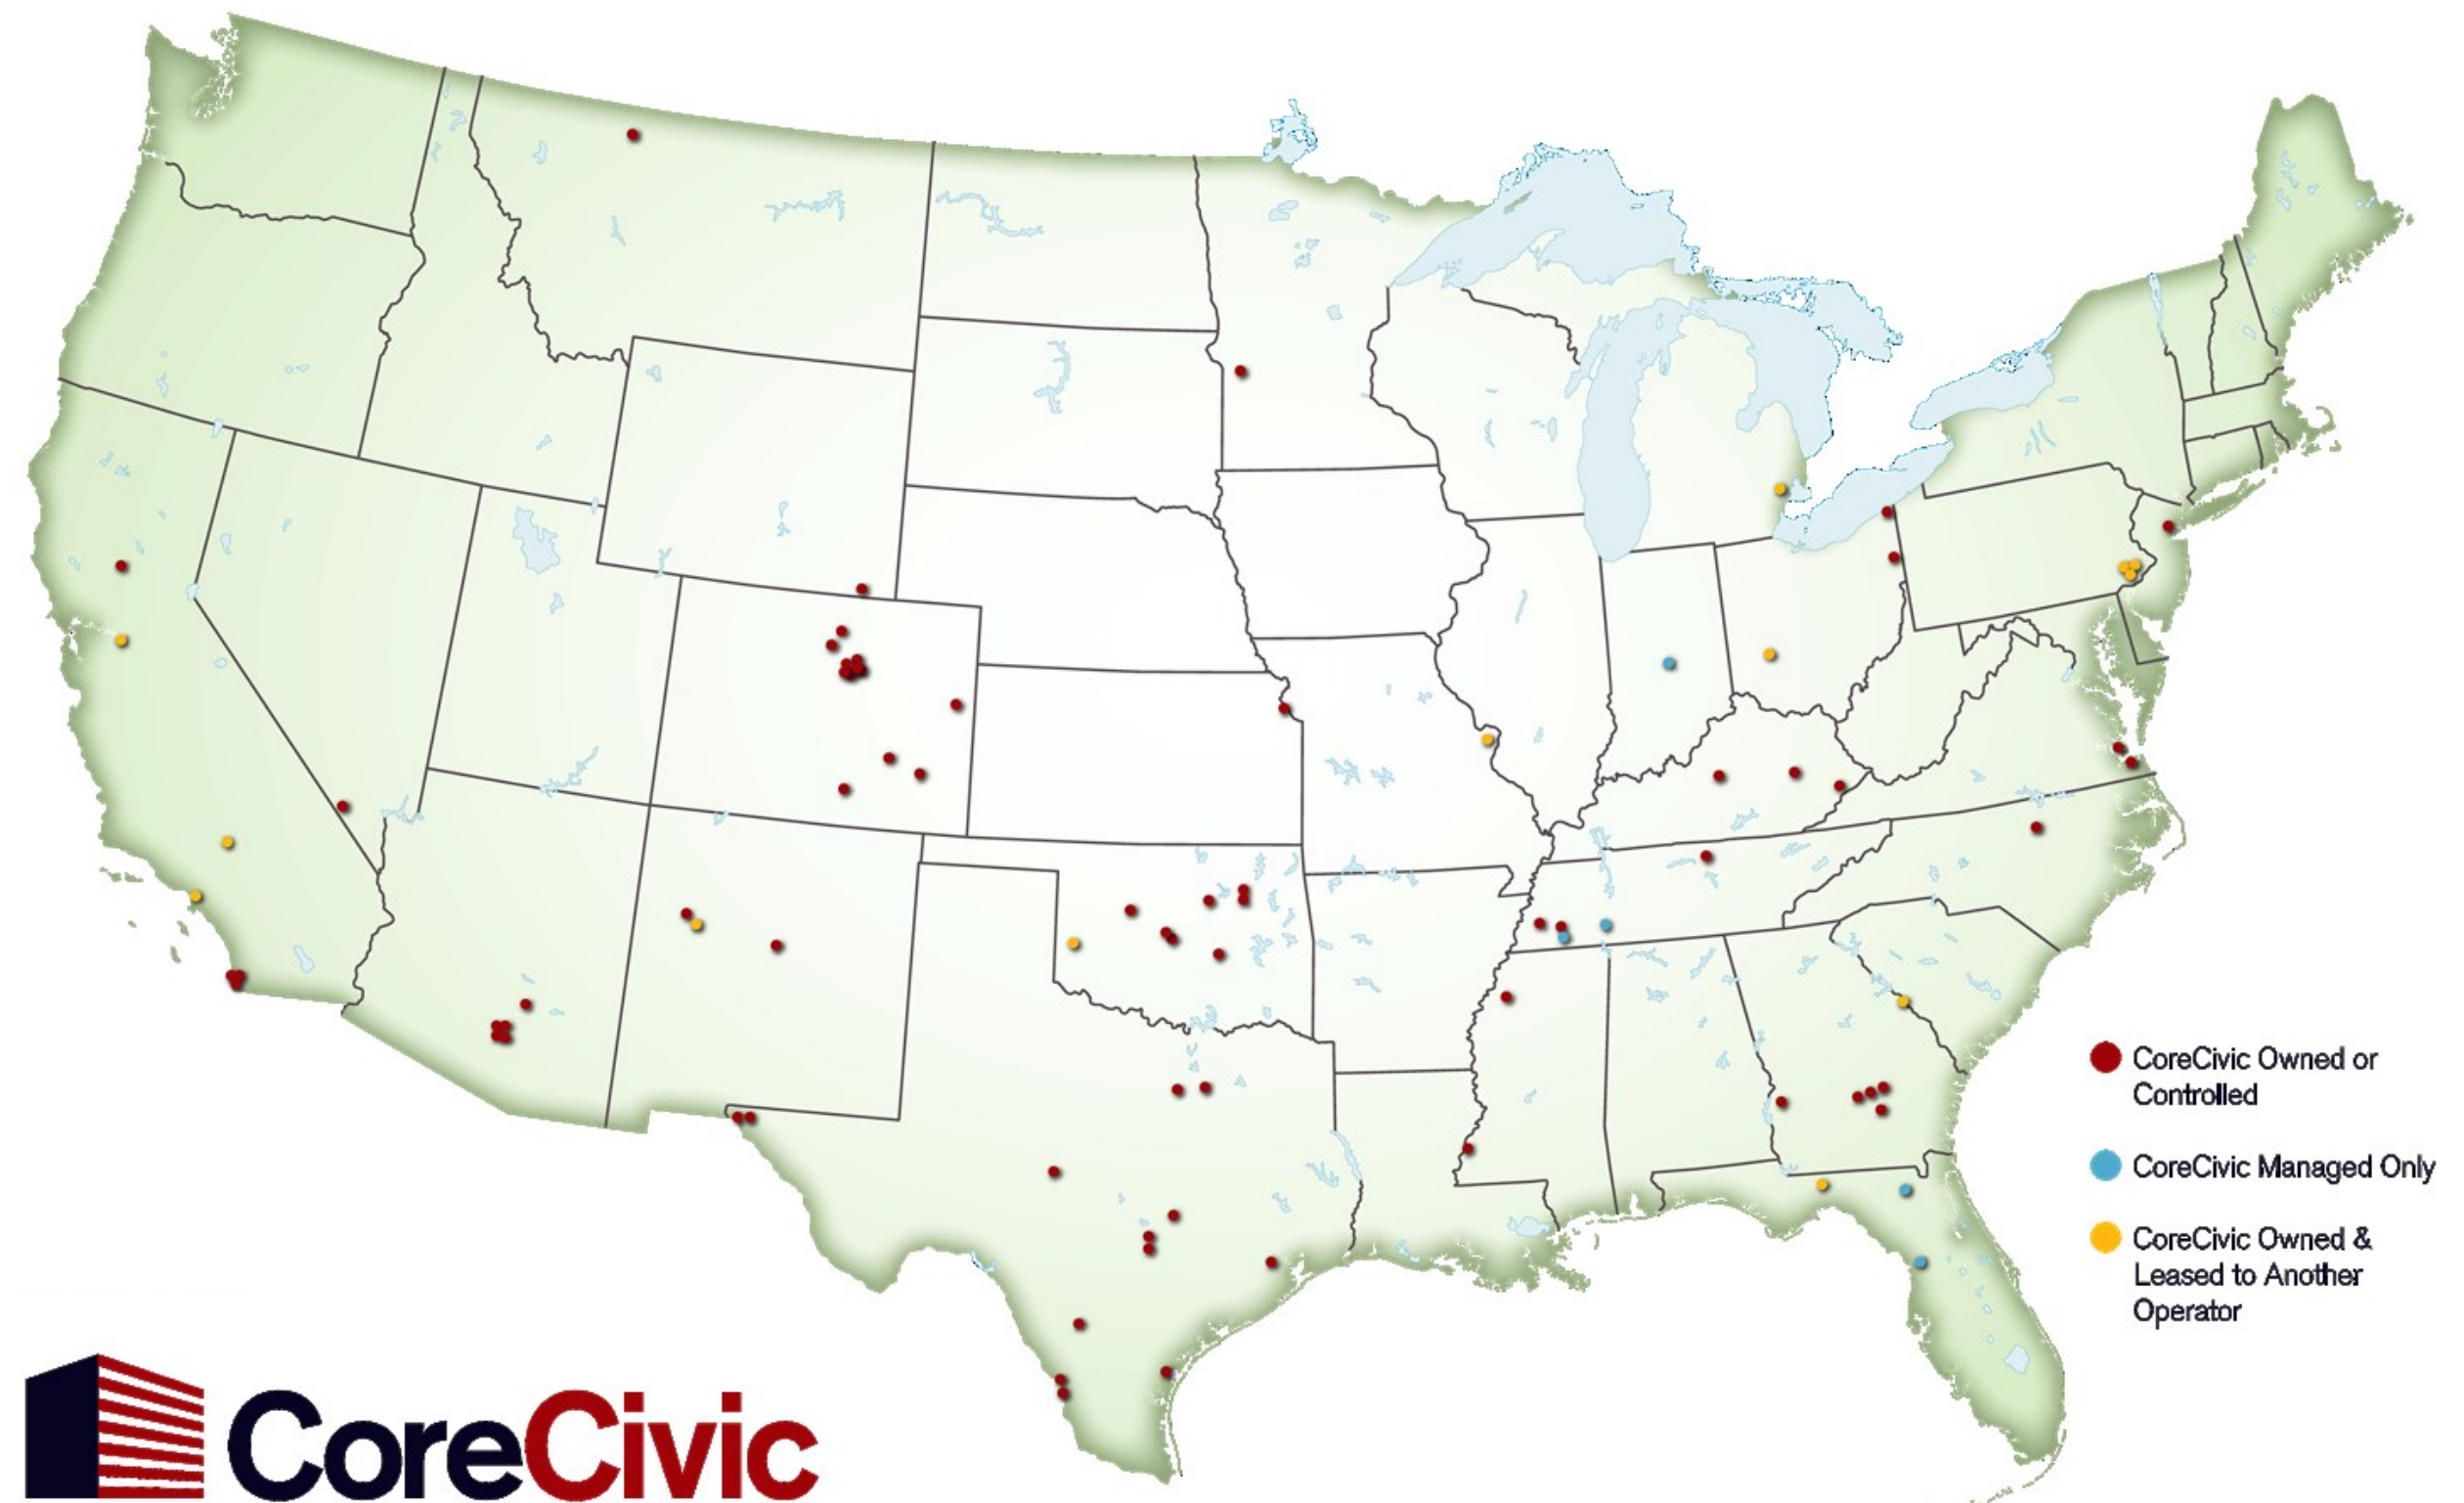 CoreCivic Owned or
Controlled
CoreCivic Managed Only
CoreCivic Owned &
Leased to Another
Operator
CoreCivic